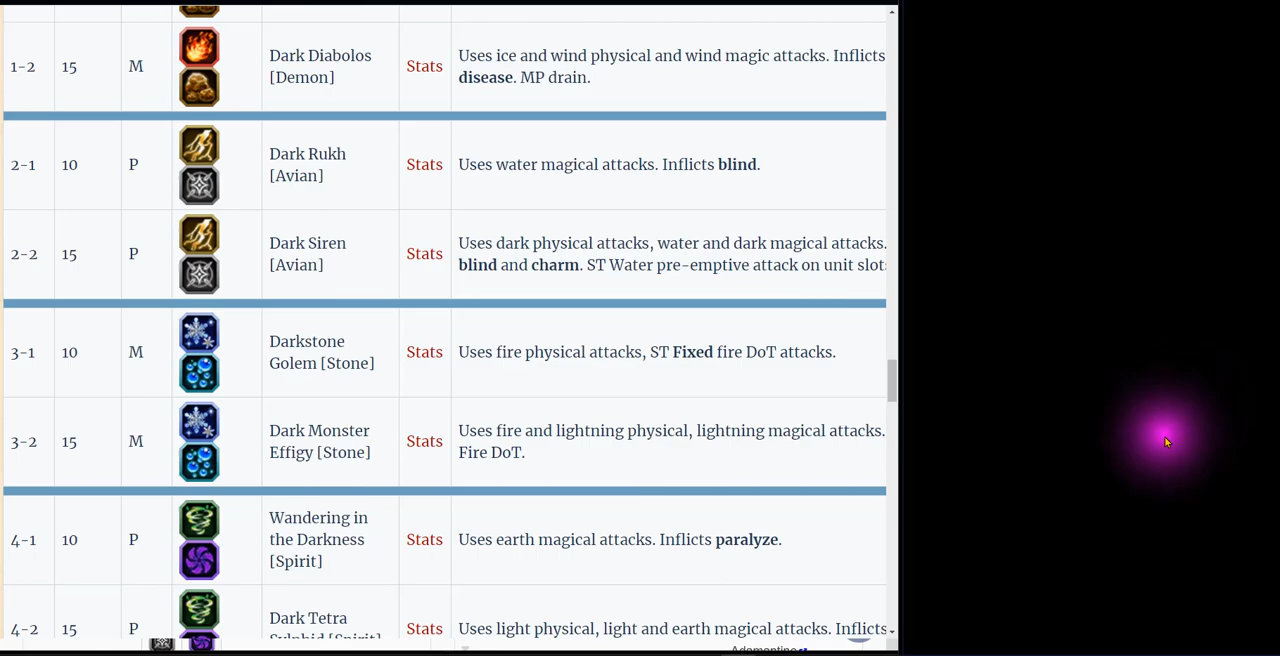 1-2 15 M Dark Diabolos [Demon] Stats Uses ice and wind physical and wind magic attacks. Inflicts
disease. MP drain.
2-1 10 P Dark Rukh [Avian] Stats Uses water magical attacks. Inflicts blind.
2-2 15 P Dark Siren [Avian] Stats Uses dark physical attacks, water and dark magical attacks.
blind and charm. ST Water pre-emptive attack on unit slot
3-1 10 M Darkstone Golem [Stone] Stats Uses fire physical attacks, ST Fixed fire DoT attacks.
3-2 15 M Dark Monster Effigy [Stone] Stats Uses fire and lightning physical, lightning magical attacks.
Fire DoT.
4-1 10 P Wandering in the Darkness [Spirit] Stats Uses earth magical attacks. Inflicts paralyze.
4-2 15 P Dark Tetra Sylphid [Spirit] Stats Uses light physical, light and earth magical attacks. Inflicts
Adamantine